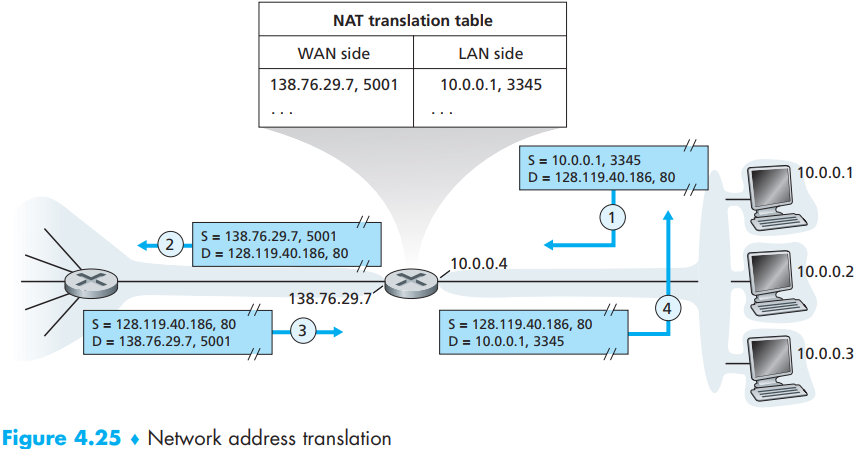 NAT translation table
WAN side LAN side
138.76.29.7, 5001 10.0.0.1, 3345
. . . . . .
S = 10.0.0.1, 3345
D = 128.119.40.186, 80
1
10.0.0.1
2
S = 138.76.29.7, 5001
D = 128.119.40.186, 80
10.0.0.4
10.0.0.2
138.76.29.7
S = 128.119.40.186, 80
D = 138.76.29.7, 5001
3
S = 128.119.40.186, 80
D = 10.0.0.1, 3345
4
10.0.0.3
Figure 4.25 ♦ Network address translation